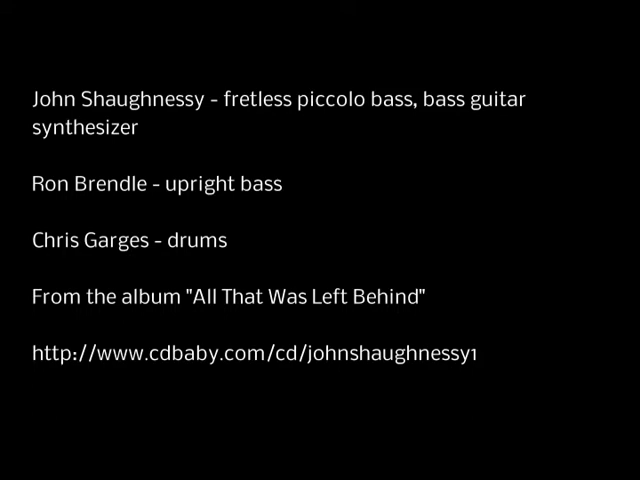 John Shaughnessy - fretless piccolo bass, bass guitar
synthesizer
Ron Brendle - upright bass
Chris Garges - drums
From the album "All That Was Left Behind"
http://www.cdbaby.com/cd/johnshaughnessy1